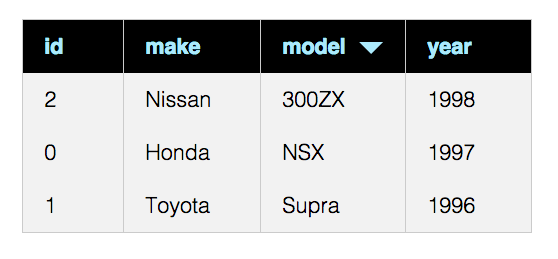 id make model year
2 Nissan 300ZX 1998
0 Honda NSX 1997
1 Toyota Supra 1996